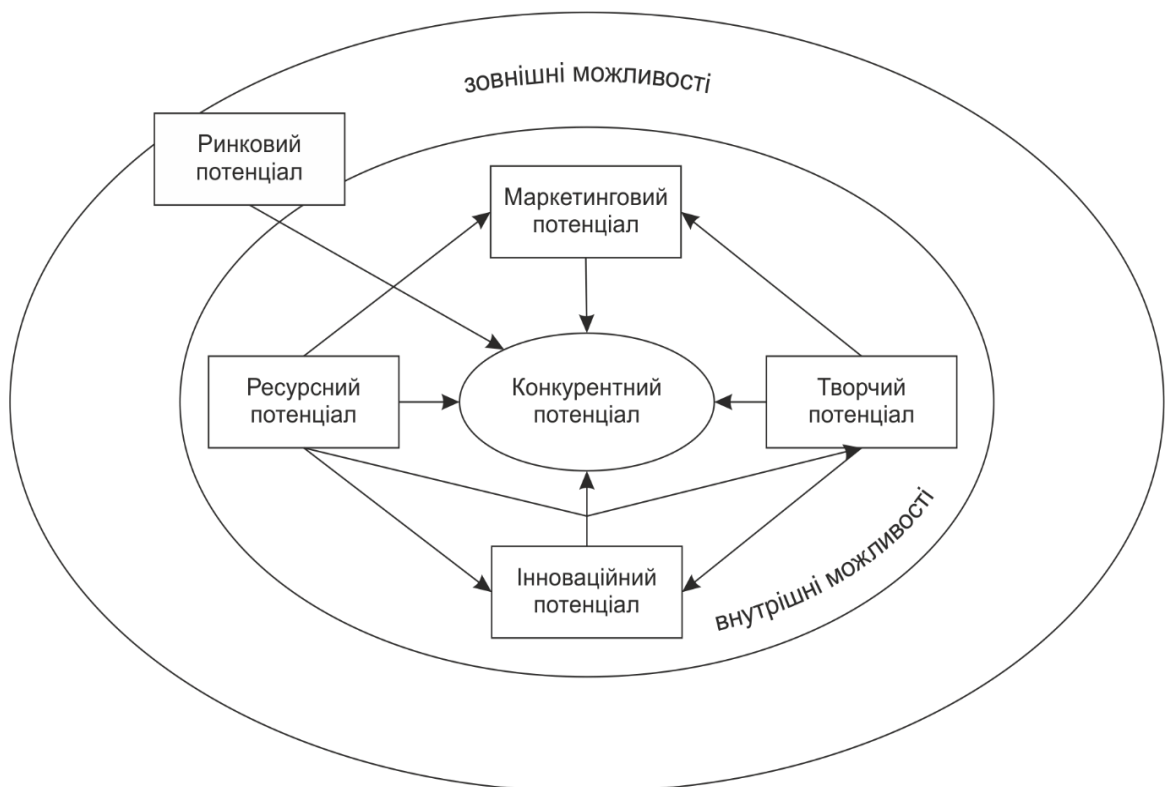 зовнішні можливості
Ринковий
потенціал
Маркетинговий
потенціал
Ресурсний
потенціал
Конкурентний
потенціал
Творчий
потенціал
Інноваційний
потенціал
внутрішні можливості